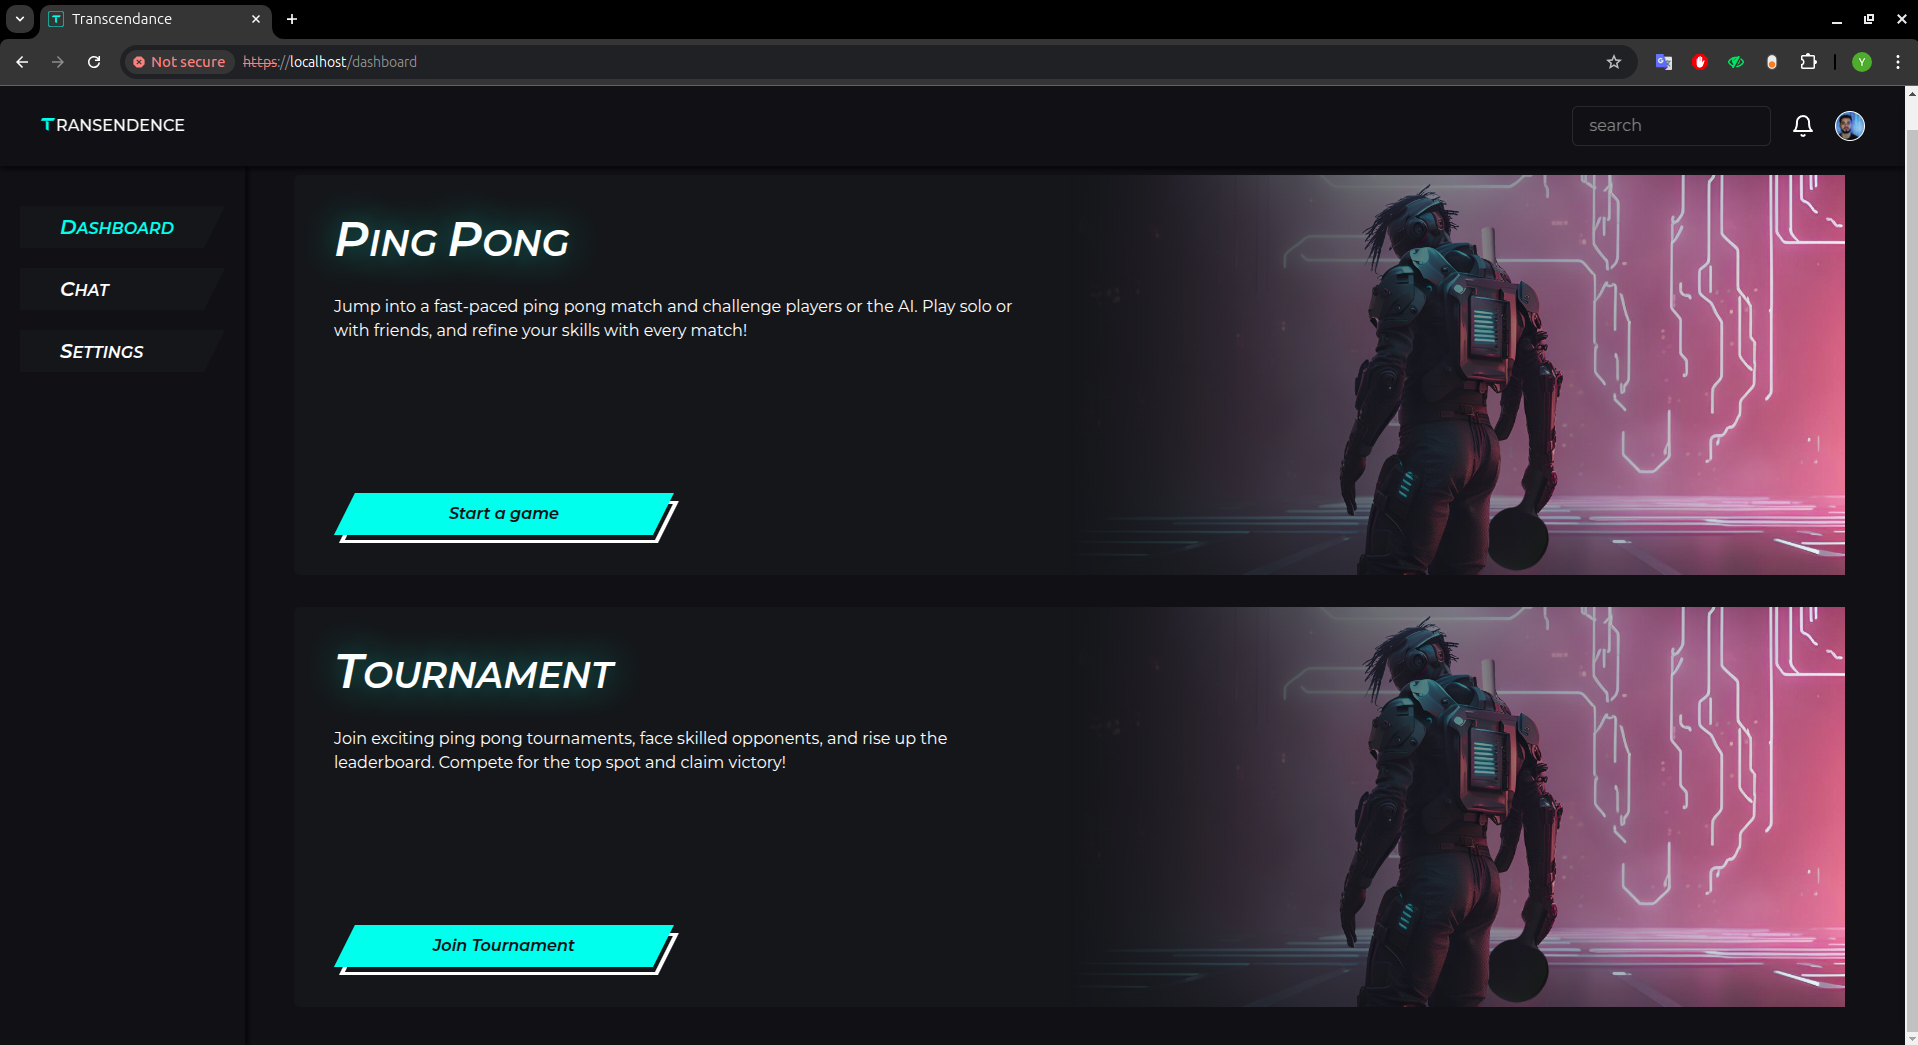 Transcendance
Not secure https://localhost/dashboard
Y
TRANSENDENCE
search
DASHBOARD
CHAT
SETTINGS
PING PONG
Jump into a fast-paced ping pong match and challenge players or the AI. Play solo or
with friends, and refine your skills with every match!
Start a game
TOURNAMENT
Join exciting ping pong tournaments, face skilled opponents, and rise up the
leaderboard. Compete for the top spot and claim victory!
Join Tournament